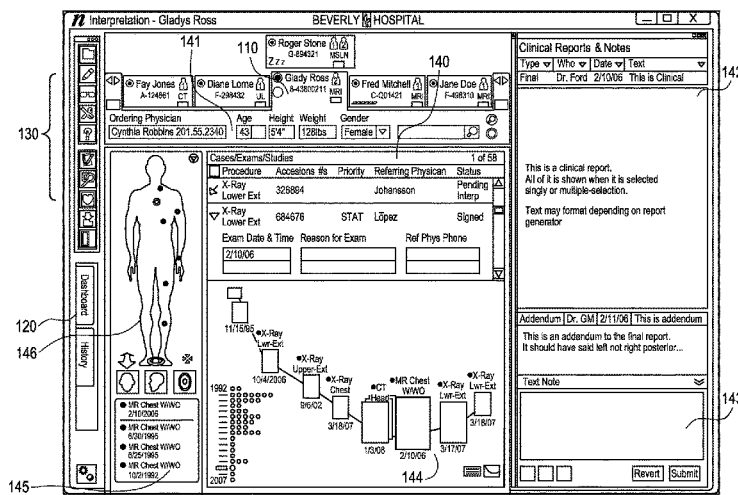 n Interpretation - Gladys Ross
BEVERLY HOSPITAL
141
110
Roger Stone
G-894321
MSLN
Zzz
140
Fay Jones
A-124561
CT
Diane Lorne
F-298432
UL
Glady Ross
8-43800211
MRI
Fred Mitchell
C-Q01421
MRI
Jane Doe
F-498310
MRI
Ordering Physician
Age
Height
Weight
Gender
Cynthia Robbins 201.55.2340
43
5'4"
128lbs
Female
130
Cases/Exams/Studies
1 of 58
Procedure
Accesions #s
Priority
Referring Physican
Status
X-Ray
Lower Ext
326894
Johansson
Pending
Interp
X-Ray
Lower Ext
684676
STAT
López
Signed
Exam Date & Time
Reason for Exam
Ref Phys Phone
2/10/06
Dashboard
History
120
146
11/15/95
X-Ray
Lwr-Ext
10/4/2006
X-Ray
Upper-Ext
9/6/02
X-Ray
Chest
3/18/07
CT
Head
1/3/08
MR Chest
W/WO
2/10/06
X-Ray
Lwr-Ext
3/17/07
X-Ray
Lwr-Ext
3/18/07
1992
2007
144
MR Chest W/WO
2/10/2006
MR Chest W/WO
6/30/1995
MR Chest W/WO
6/25/1995
MR Chest W/WO
10/2/1992
145
Clinical Reports & Notes
Type
Who
Date
Text
Final
Dr. Ford
2/10/06
This is Clinical
142
This is a clinical report.
All of it is shown when it is selected
singly or multiple-selection.
Text may format depending on report
generator
Addendum
Dr. GM
2/11/06
This is addendum
This is an addendum to the final report.
It should have said left not right posterior...
Text Note
143
Revert
Submit